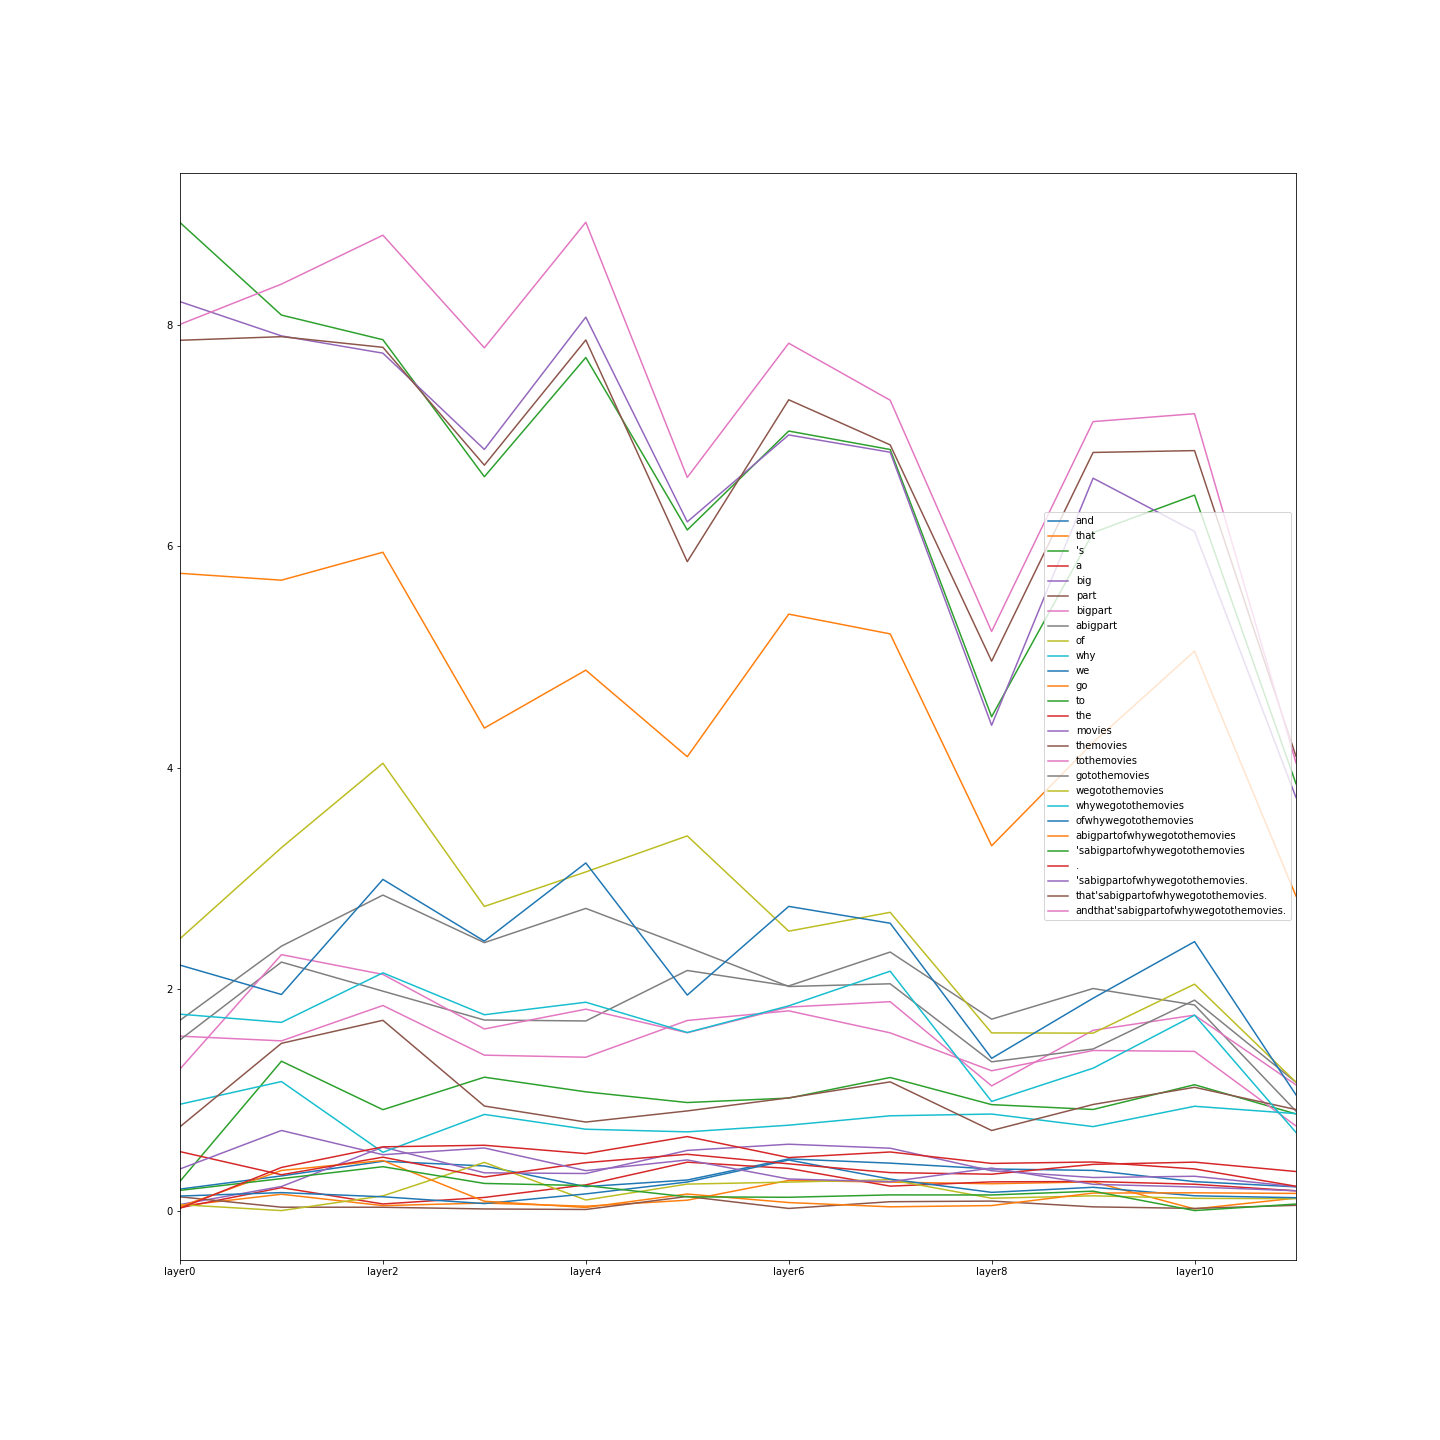 8
6
4
2
0
layer0
layer2
layer4
layer6
layer8
layer10
and
that
's
a
big
part
bigpart
abigpart
of
why
we
go
to
the
movies
themovies
tothemovies
gotothemovies
wegotothemovies
whywegotothemovies
ofwhywegotothemovies
abigpartofwhywegotothemovies
'sabigpartofwhywegotothemovies
.
'sabigpartofwhywegotothemovies.
that'sabigpartofwhywegotothemovies.
andthat'sabigpartofwhywegotothemovies.